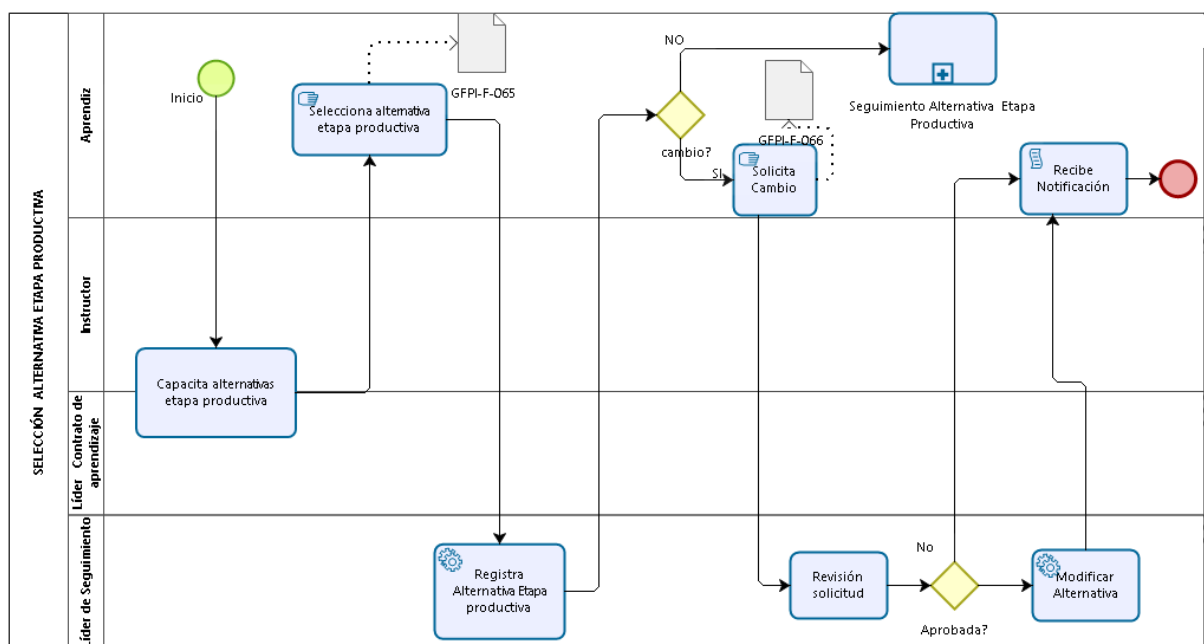 SELECCIÓN ALTERNATIVA ETAPA PRODUCTIVA
Aprendiz
Inicio
Selecciona alternativa
etapa productiva
GFPI-F-065
NO
cambio?
SI
GFPI-F-066
Solicita
Cambio
Seguimiento Alternativa Etapa
Productiva
Recibe
Notificación
Instructor
Capacita alternativas
etapa productiva
Líder Contrato de
aprendizaje
Líder de Seguimiento
Registra
Alternativa Etapa
productiva
Revisión
solicitud
No
Aprobada?
Modificar
Alternativa